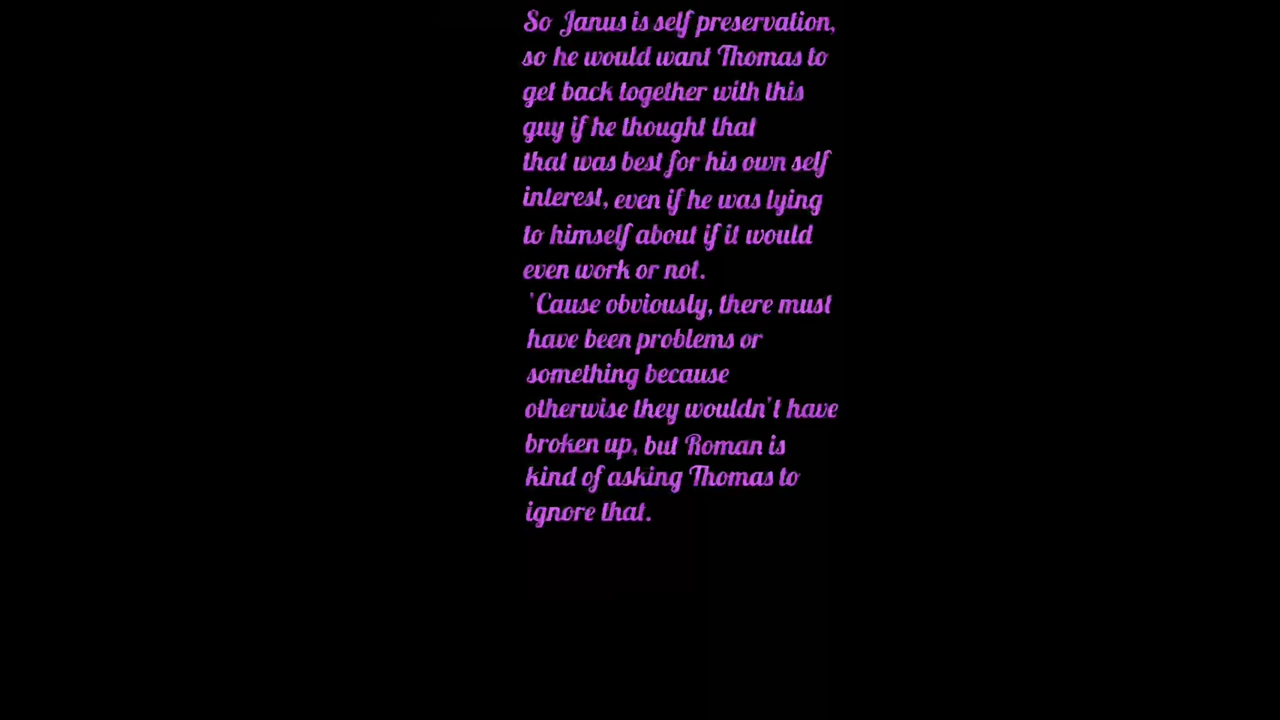 So Janus is self preservation,
so he would want Thomas to
get back together with this
guy if he thought that
that was best for his own self
interest, even if he was lying
to himself about if it would
even work or not.
'Cause obviously, there must
have been problems or
something because
otherwise they wouldn't have
broken up, but Roman is
kind of asking Thomas to
ignore that.